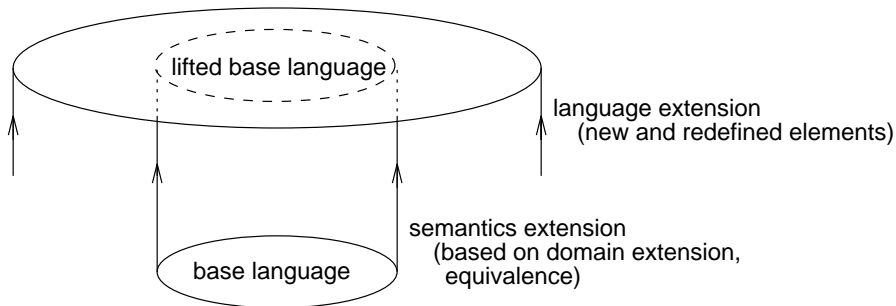 lifted base language
language extension
(new and redefined elements)
semantics extension
(based on domain extension,
equivalence)
base language